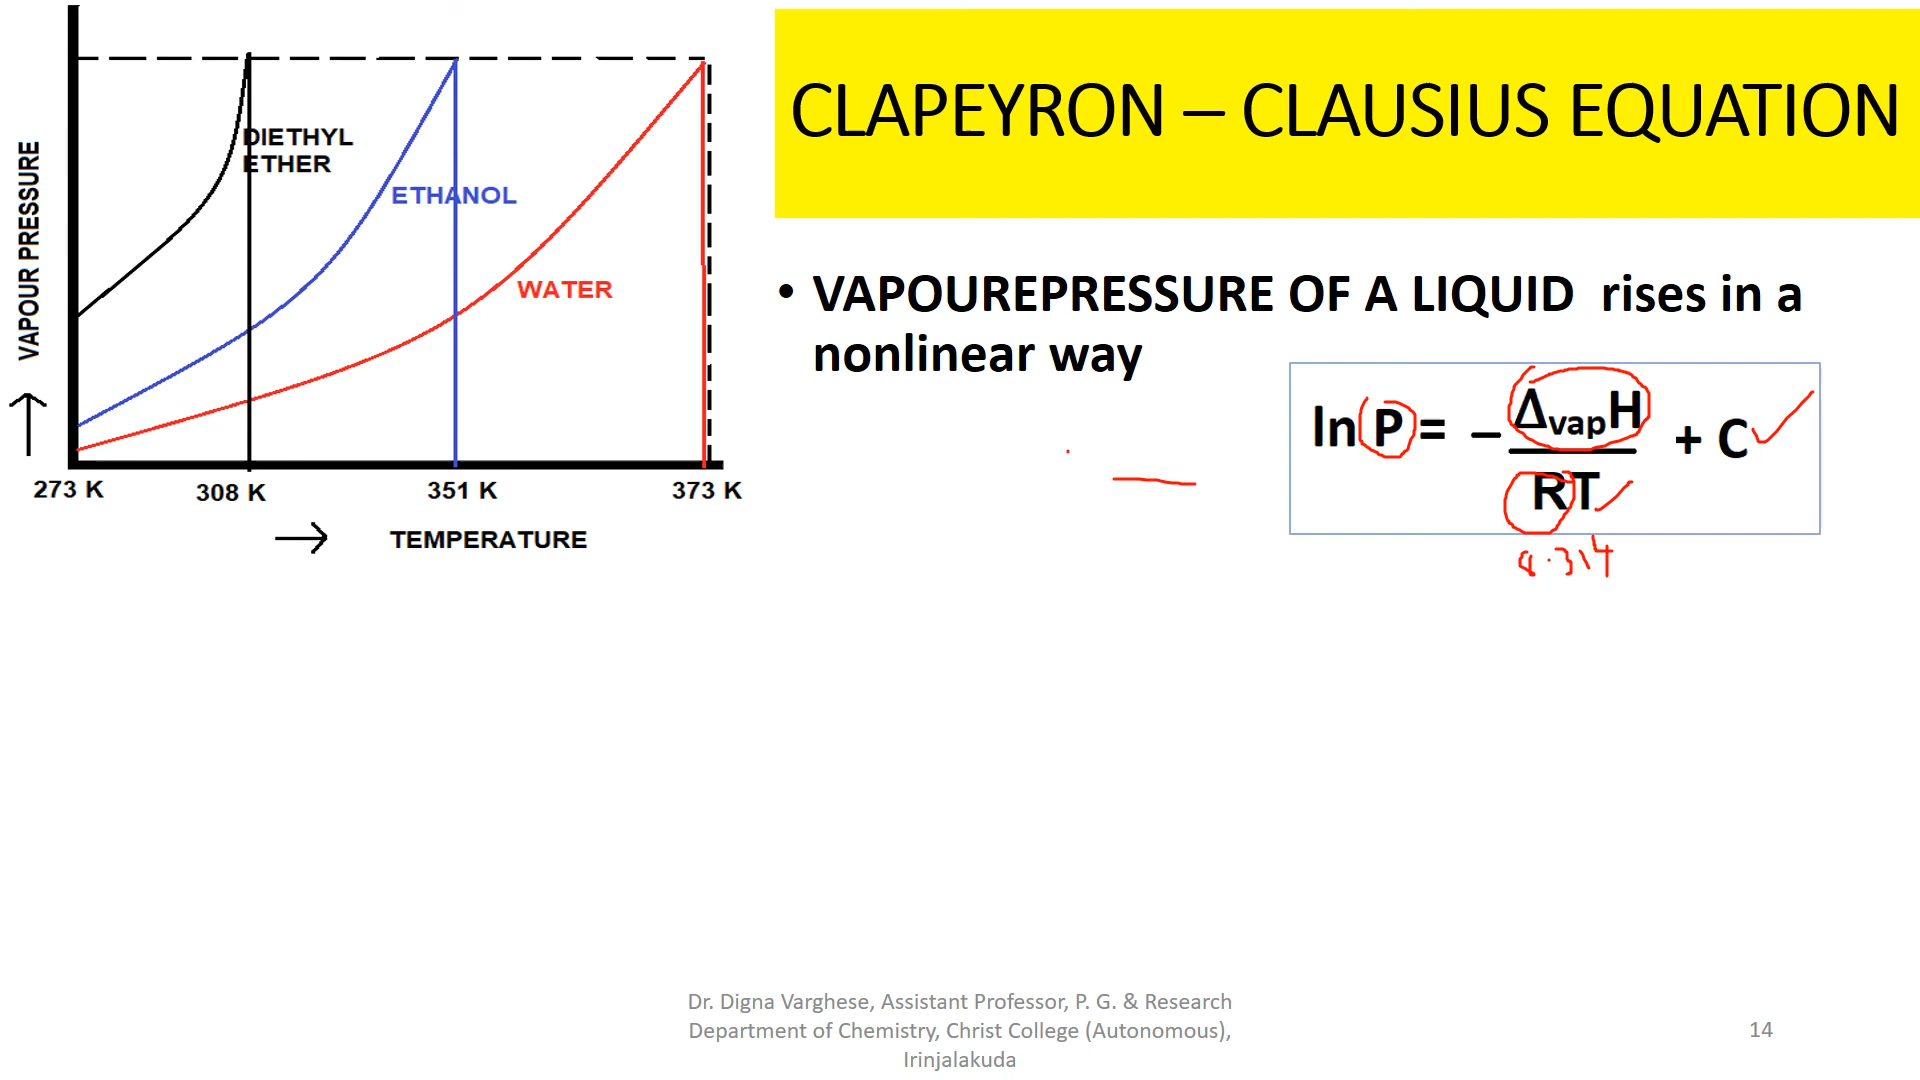 CLAPEYRON – CLAUSIUS EQUATION
VAPOUR PRESSURE
DIETHYL
ETHER
ETHANOL
WATER
273 K
308 K
351 K
373 K
TEMPERATURE
• VAPOUREPRESSURE OF A LIQUID rises in a
nonlinear way
ln P = – ΔvapH + C
RT
8.314
Dr. Digna Varghese, Assistant Professor, P. G. & Research
Department of Chemistry, Christ College (Autonomous),
Irinjalakuda
14